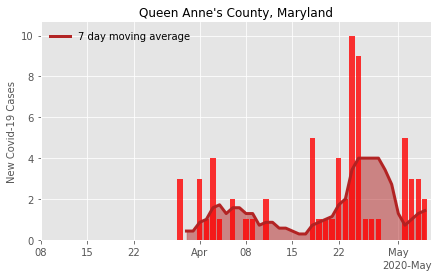 Queen Anne's County, Maryland
7 day moving average
New Covid-19 Cases
10
8
6
4
2
0
08 15 22 Apr 08 15 22 May
2020-May